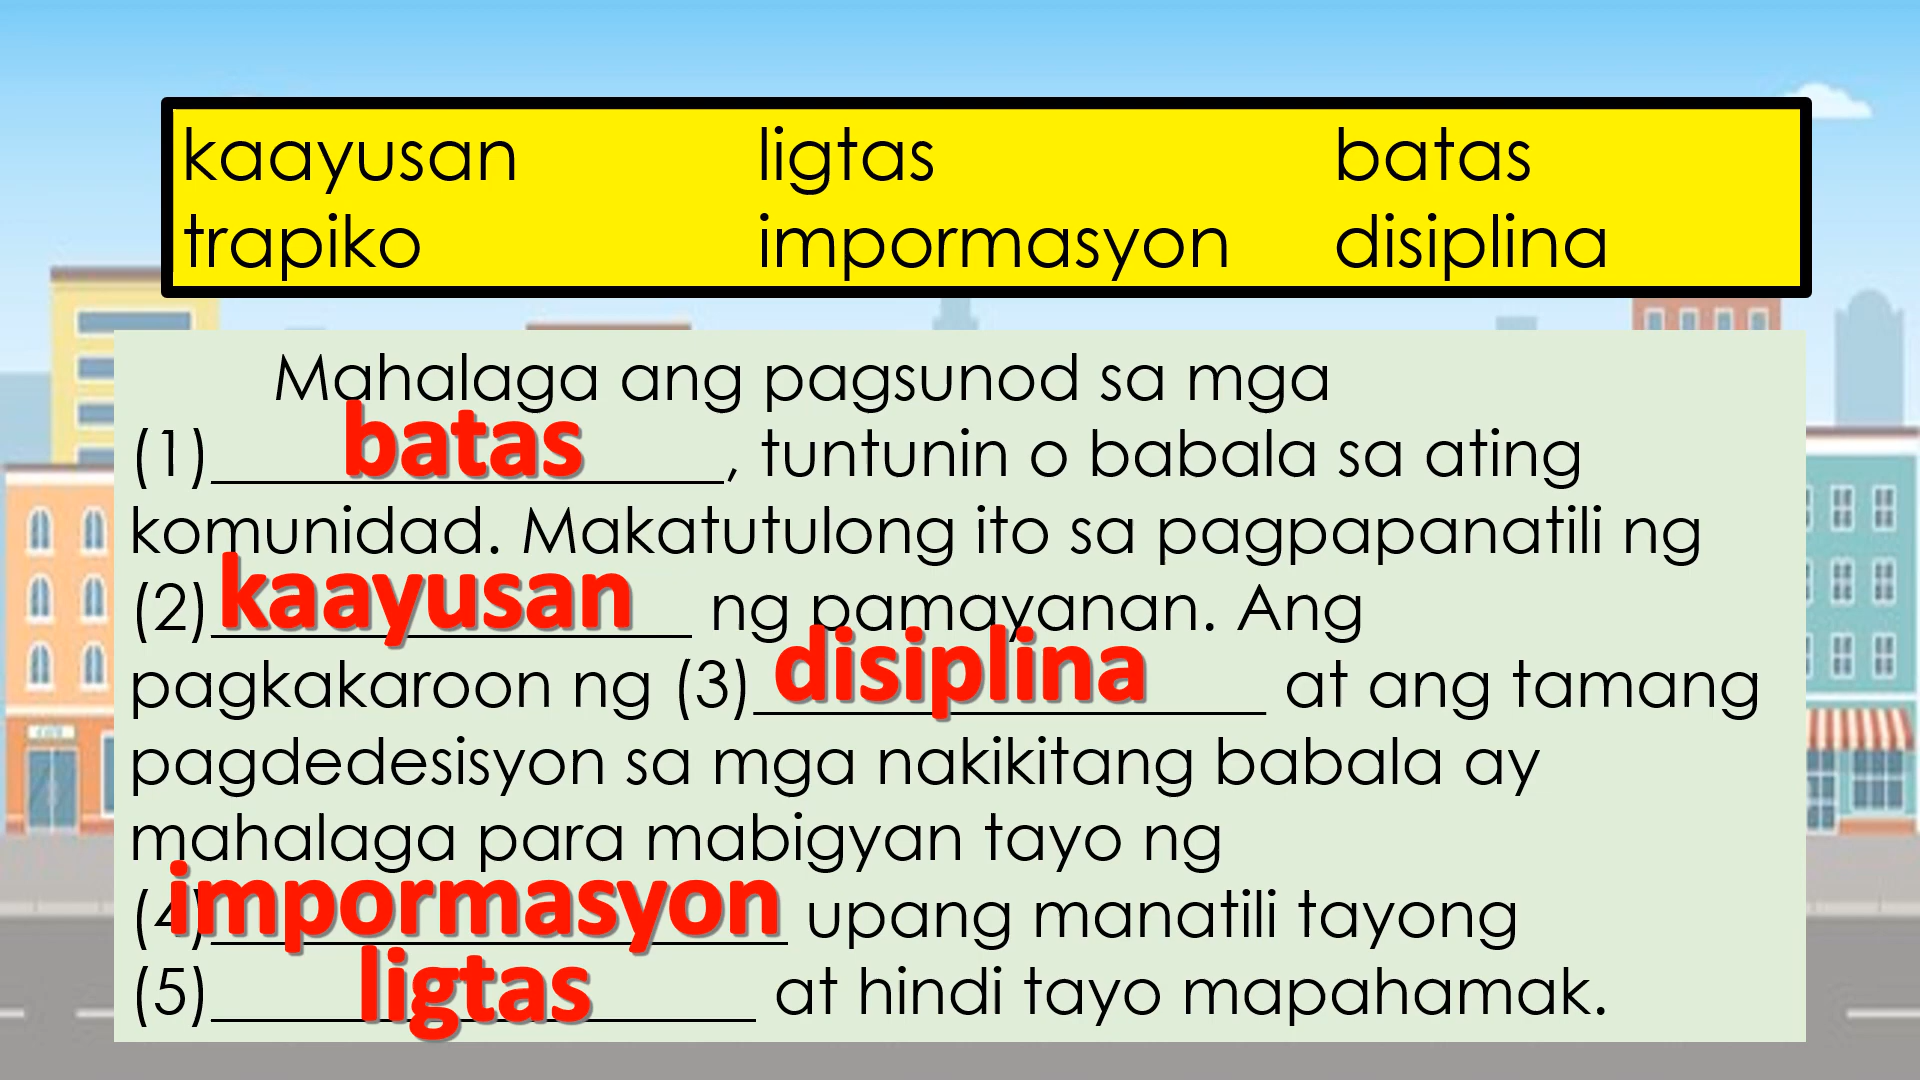 kaayusan ligtas batas
trapiko impormasyon disiplina
Mahalaga ang pagsunod sa mga
(1) batas, tuntunin o babala sa ating
komunidad. Makatutulong ito sa pagpapanatili ng
(2) kaayusan ng pamayanan. Ang
pagkakaroon ng (3) disiplina at ang tamang
pagdedesisyon sa mga nakikitang babala ay
mahalaga para mabigyan tayo ng
(4) impormasyon upang manatili tayong
(5) ligtas at hindi tayo mapahamak.